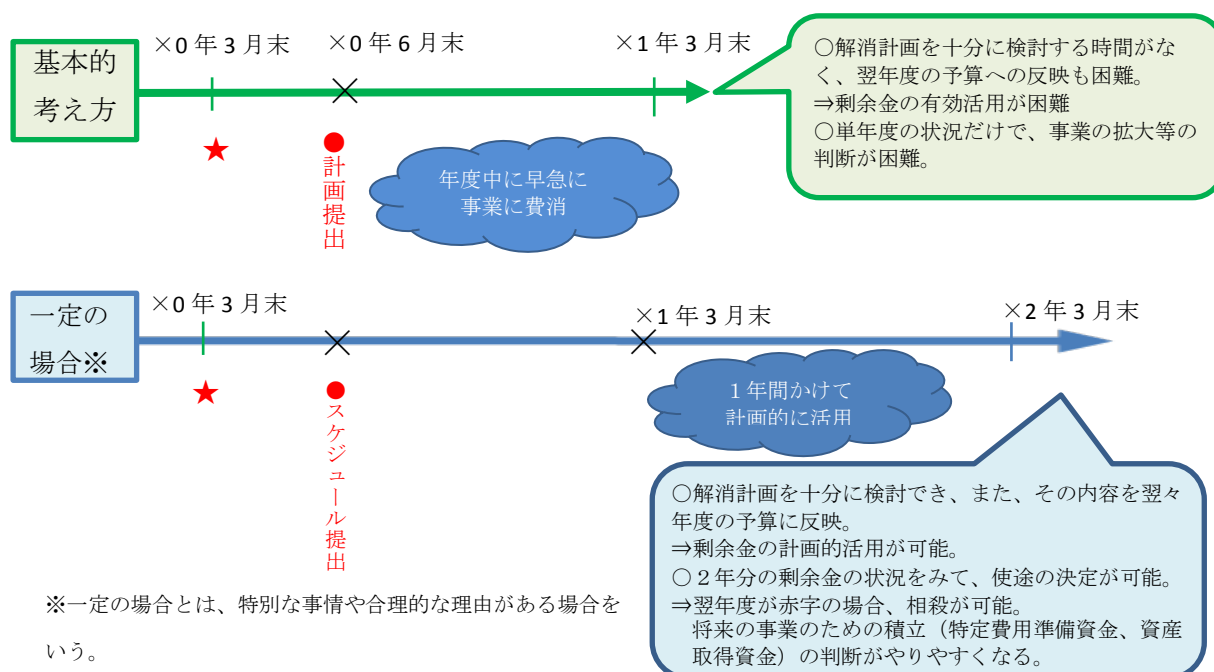 基本的
考え方
×0年3月末
×0年6月末
×1年3月末
★
●計画提出
年度中に早急に
事業に費消
○解消計画を十分に検討する時間がな
く、翌年度の予算への反映も困難。
⇒剰余金の有効活用が困難
○単年度の状況だけで、事業の拡大等の
判断が困難。
一定の
場合※
×0年3月末
×1年3月末
×2年3月末
★
●スケジュール提出
１年間かけて
計画的に活用
○解消計画を十分に検討でき、また、その内容を翌々
年度の予算に反映。
⇒剰余金の計画的活用が可能。
○２年分の剰余金の状況をみて、使途の決定が可能。
⇒翌年度が赤字の場合、相殺が可能。
将来の事業のための積立（特定費用準備資金、資産
取得資金）の判断がやりやすくなる。
※一定の場合とは、特別な事情や合理的な理由がある場合を
いう。